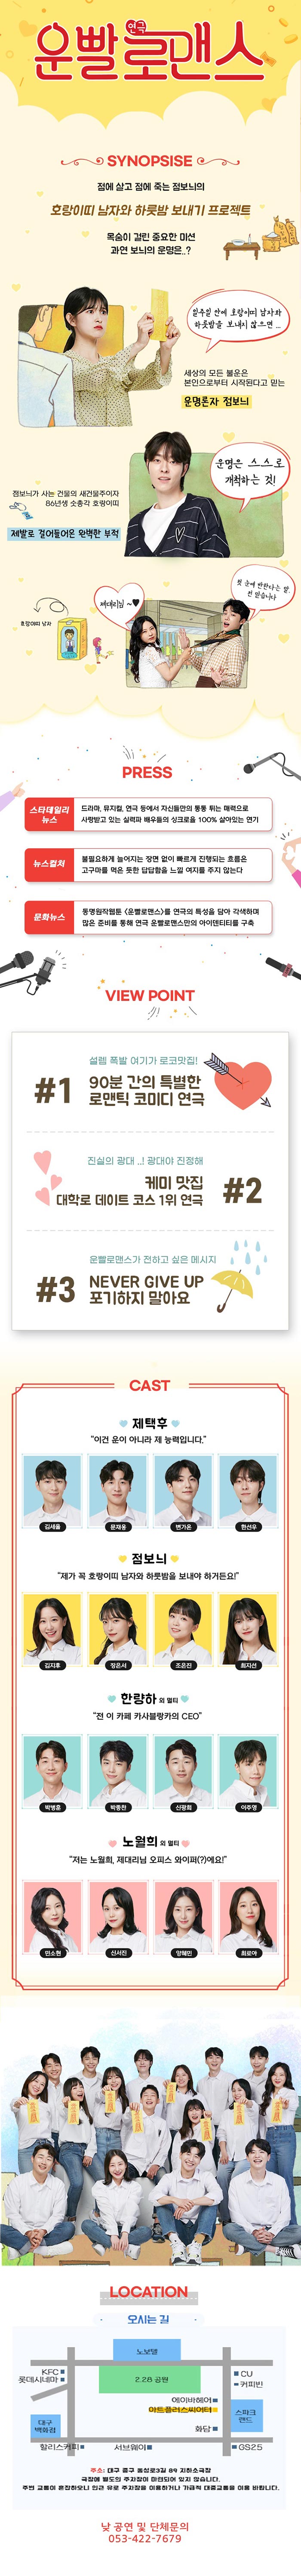 연극
운빨로맨스
SYNOPSISE
점에 살고 점에 죽는 점보늬의
호랑이띠 남자와 하룻밤 보내기 프로젝트
목숨이 걸린 중요한 미션
과연 보늬의 운명은..?
일주일 안에 호랑이띠 남자와
하룻밤을 보내지 않으면 ...
세상의 모든 불운은
본인으로부터 시작된다고 믿는
운명론자 점보늬
운명은 스스로
개척하는 것!
점보늬가 사는 건물의 새건물주이자
86년생 숫총각 호랑이띠
제발로 걸어들어온 완벽한 부적
첫 눈에 반한다는 말,
전 믿습니다
제대리님 ~♥
호랑이띠 남자
PRESS
스타데일리
뉴스
드라마, 뮤지컬, 연극 등에서 자신들만의 통통 튀는 매력으로
사랑받고 있는 실력파 배우들의 싱크로율 100% 살아있는 연기
뉴스컬처
불필요하게 늘어지는 장면 없이 빠르게 진행되는 흐름은
고구마를 먹은 듯한 답답함을 느낄 여지를 주지 않는다
문화뉴스
동명원작웹툰 <운빨로맨스>를 연극의 특성을 담아 각색하며
많은 준비를 통해 연극 운빨로맨스만의 아이덴티티를 구축
VIEW POINT
설렘 폭발 여기가 로코맛집!
#1
90분 간의 특별한
로맨틱 코미디 연극
진실의 광대 ..! 광대야 진정해
케미 맛집
대학로 데이트 코스 1위 연극
#2
운빨로맨스가 전하고 싶은 메시지
#3
NEVER GIVE UP
포기하지 말아요
CAST
제택후
"이건 운이 아니라 제 능력입니다."
김세율
문재웅
변가온
한선우
점보늬
"제가 꼭 호랑이띠 남자와 하룻밤을 보내야 하거든요!"
김지후
장은서
조은진
최자선
한량하 외 멀티
"전 이 카페 카사블랑카의 CEO"
박병훈
박종찬
신광희
이주영
노월희 외 멀티
"저는 노월희, 제대리님 오피스 와이퍼(?)에요!"
민소현
신서진
양혜민
최로아
LOCATION
오시는 길
노보텔
KFC
롯데시네마
2.28 공원
CU
커피빈
에이바헤어
아트플러스씨어터
대구
백화점
스파크
랜드
화담
할리스커피
서브웨이
GS25
주소: 대구 중구 동성로3길 89 지하소극장
극장에 별도의 주차장이 마련되어 있지 않습니다.
주변 교통이 혼잡하오니 인근 유료 주차장을 이용하거나 가급적 대중교통을 이용 바랍니다.
낮 공연 및 단체문의
053-422-7679